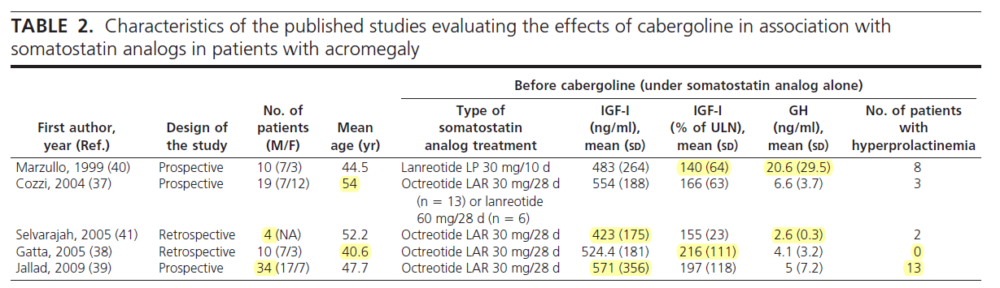 TABLE 2. Characteristics of the published studies evaluating the effects of cabergoline in association with
somatostatin analogs in patients with acromegaly
Before cabergoline (under somatostatin analog alone)
No. of Type of IGF-I IGF-I GH No. of patients
First author, Design of patients Mean somatostatin (ng/ml), (% of ULN), (ng/ml), with
year (Ref.) the study (M/F) age (yr) analog treatment mean (SD) mean (SD) mean (SD) hyperprolactinemia
Marzullo, 1999 (40) Prospective 10 (7/3) 44.5 Lanreotide LP 30 mg/10 d 483 (264) 140 (64) 20.6 (29.5) 8
Cozzi, 2004 (37) Prospective 19 (7/12) 54 Octreotide LAR 30 mg/28 d 554 (188) 166 (63) 6.6 (3.7) 3
(n = 13) or lanreotide
60 mg/28 d (n = 6)
Selvarajah, 2005 (41) Retrospective 4 (NA) 52.2 Octreotide LAR 30 mg/28 d 423 (175) 155 (23) 2.6 (0.3) 2
Gatta, 2005 (38) Retrospective 10 (7/3) 40.6 Octreotide LAR 30 mg/28 d 524.4 (181) 216 (111) 4.1 (3.2) 0
Jallad, 2009 (39) Prospective 34 (17/7) 47.7 Octreotide LAR 30 mg/28 d 571 (356) 197 (118) 5 (7.2) 13